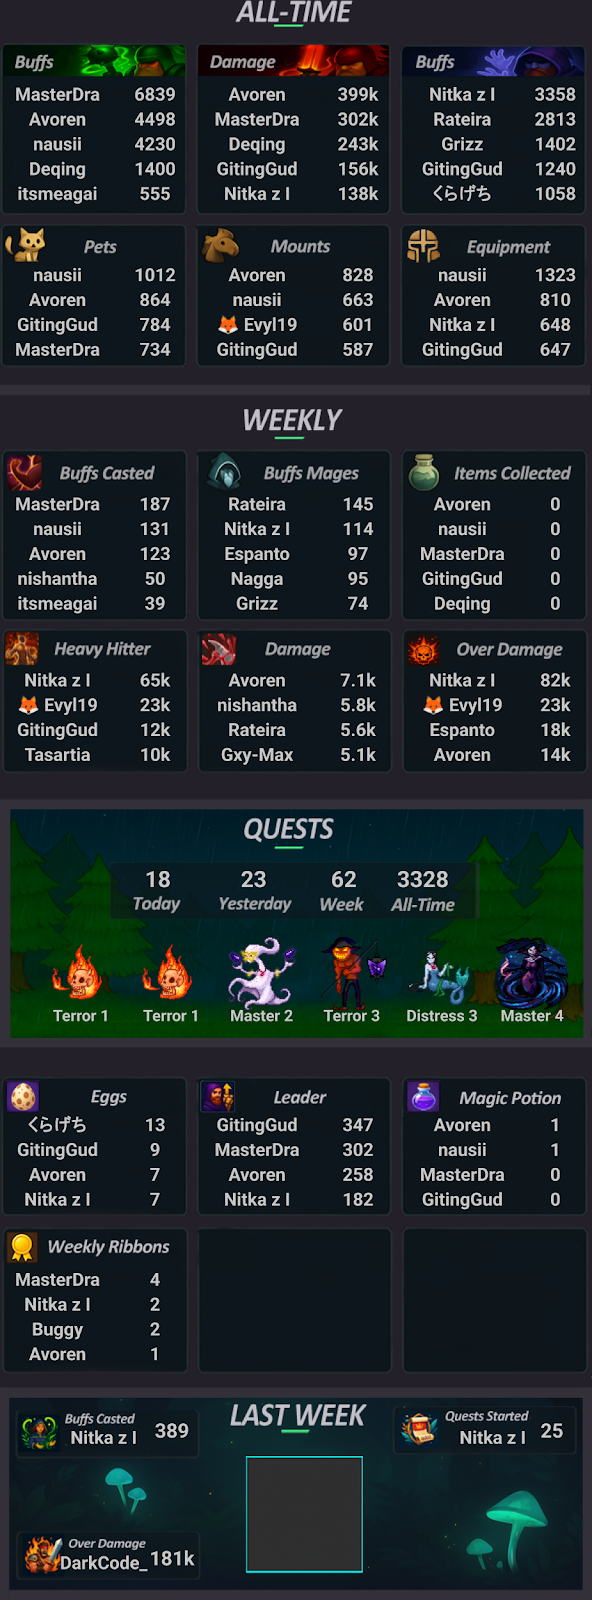 ALL-TIME
Buffs
MasterDra 6839
Avoren 4498
nausii 4230
Deqing 1400
itsmeagai 555
Damage
Avoren 399k
MasterDra 302k
Deqing 243k
GitingGud 156k
Nitka z I 138k
Buffs
Nitka z I 3358
Rateira 2813
Grizz 1402
GitingGud 1240
くらげち 1058
Pets
nausii 1012
Avoren 864
GitingGud 784
MasterDra 734
Mounts
Avoren 828
nausii 663
🦊 Evyl19 601
GitingGud 587
Equipment
nausii 1323
Avoren 810
Nitka z I 648
GitingGud 647
WEEKLY
Buffs Casted
MasterDra 187
nausii 131
Avoren 123
nishantha 50
itsmeagai 39
Buffs Mages
Rateira 145
Nitka z I 114
Espanto 97
Nagga 95
Grizz 74
Items Collected
Avoren 0
nausii 0
MasterDra 0
GitingGud 0
Deqing 0
Heavy Hitter
Nitka z I 65k
🦊 Evyl19 23k
GitingGud 12k
Tasartia 10k
Damage
Avoren 7.1k
nishantha 5.8k
Rateira 5.6k
Gxy-Max 5.1k
Over Damage
Nitka z I 82k
🦊 Evyl19 23k
Espanto 18k
Avoren 14k
QUESTS
18 23 62 3328
Today Yesterday Week All-Time
Terror 1 Terror 1 Master 2 Terror 3 Distress 3 Master 4
Eggs
くらげち 13
GitingGud 9
Avoren 7
Nitka z I 7
Leader
GitingGud 347
MasterDra 302
Avoren 258
Nitka z I 182
Magic Potion
Avoren 1
nausii 1
MasterDra 0
GitingGud 0
Weekly Ribbons
MasterDra 4
Nitka z I 2
Buggy 2
Avoren 1
LAST WEEK
Buffs Casted
Nitka z I 389
Quests Started
Nitka z I 25
Over Damage
DarkCode_ 181k